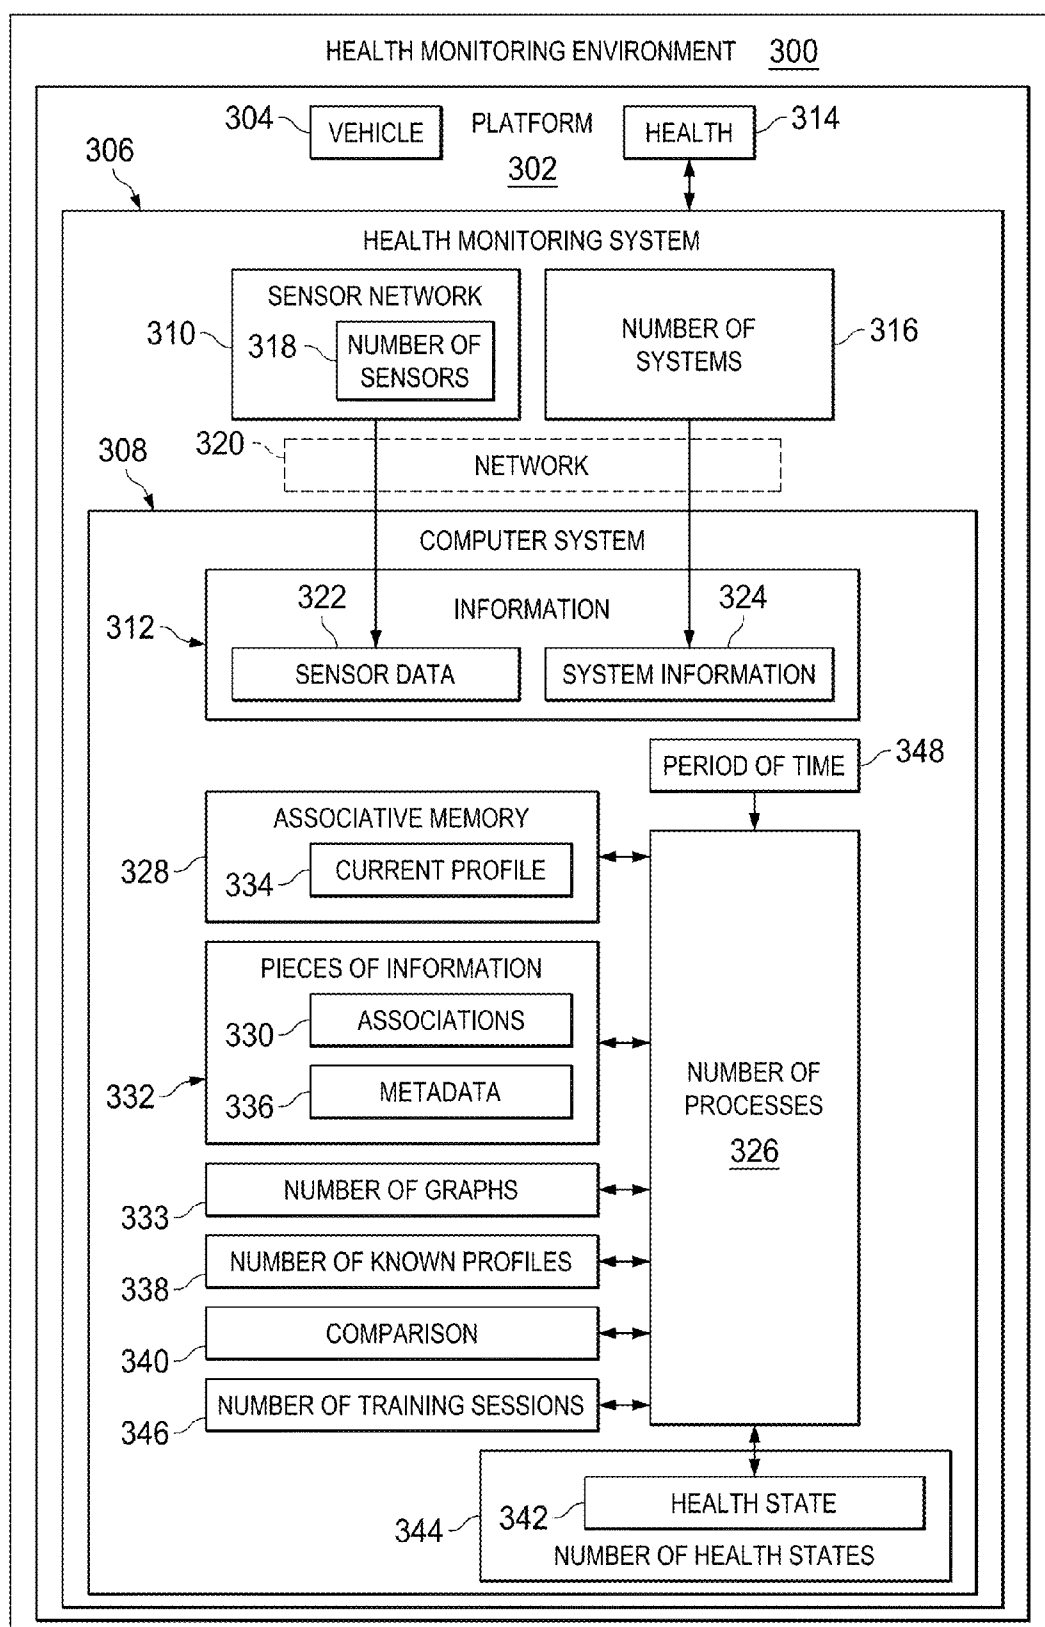 HEALTH MONITORING ENVIRONMENT 300
304 VEHICLE PLATFORM HEALTH 314
302
306
HEALTH MONITORING SYSTEM
SENSOR NETWORK
310
318 NUMBER OF
SENSORS
NUMBER OF
SYSTEMS
316
320
NETWORK
308
COMPUTER SYSTEM
322 INFORMATION 324
312
SENSOR DATA SYSTEM INFORMATION
PERIOD OF TIME 348
ASSOCIATIVE MEMORY
328 334 CURRENT PROFILE
PIECES OF INFORMATION
330 ASSOCIATIONS
332 336 METADATA
NUMBER OF
PROCESSES
326
333 NUMBER OF GRAPHS
338 NUMBER OF KNOWN PROFILES
340 COMPARISON
346 NUMBER OF TRAINING SESSIONS
342 HEALTH STATE
344
NUMBER OF HEALTH STATES